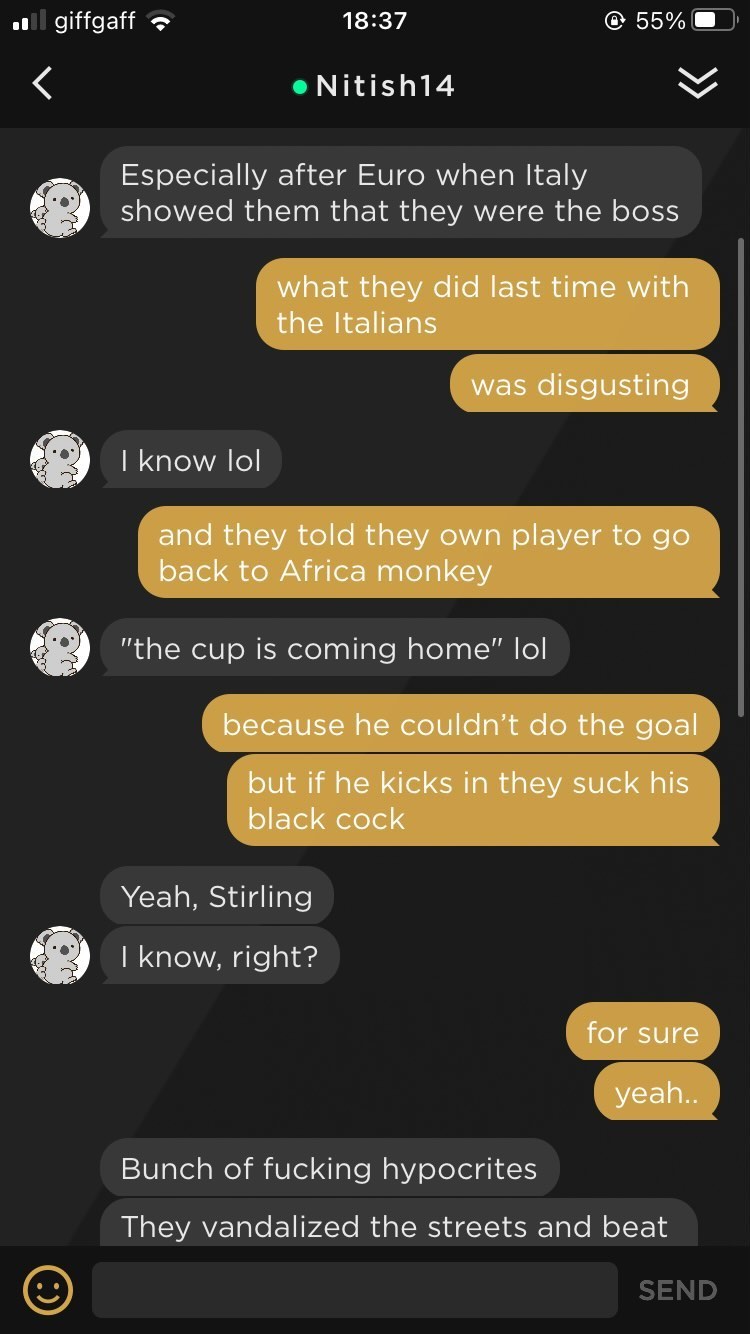 giffgaff 18:37 55%
Nitish14
Especially after Euro when Italy
showed them that they were the boss
what they did last time with
the Italians
was disgusting
I know lol
and they told they own player to go
back to Africa monkey
"the cup is coming home" lol
because he couldn't do the goal
but if he kicks in they suck his
black cock
Yeah, Stirling
I know, right?
for sure
yeah..
Bunch of fucking hypocrites
They vandalized the streets and beat
SEND